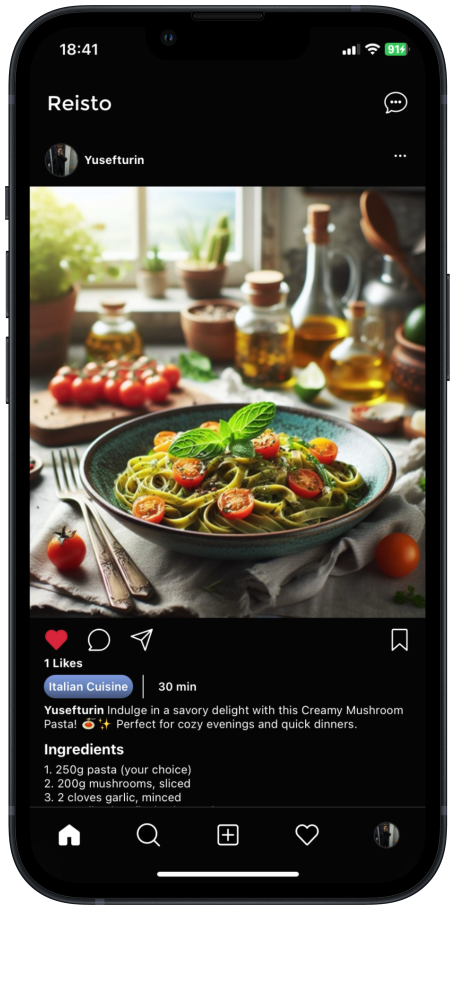 18:41
91
Reisto
Yusefturin
1 Likes
Italian Cuisine 30 min
Yusefturin Indulge in a savory delight with this Creamy Mushroom
Pasta! 🍝✨ Perfect for cozy evenings and quick dinners.
Ingredients
1. 250g pasta (your choice)
2. 200g mushrooms, sliced
3. 2 cloves garlic, minced